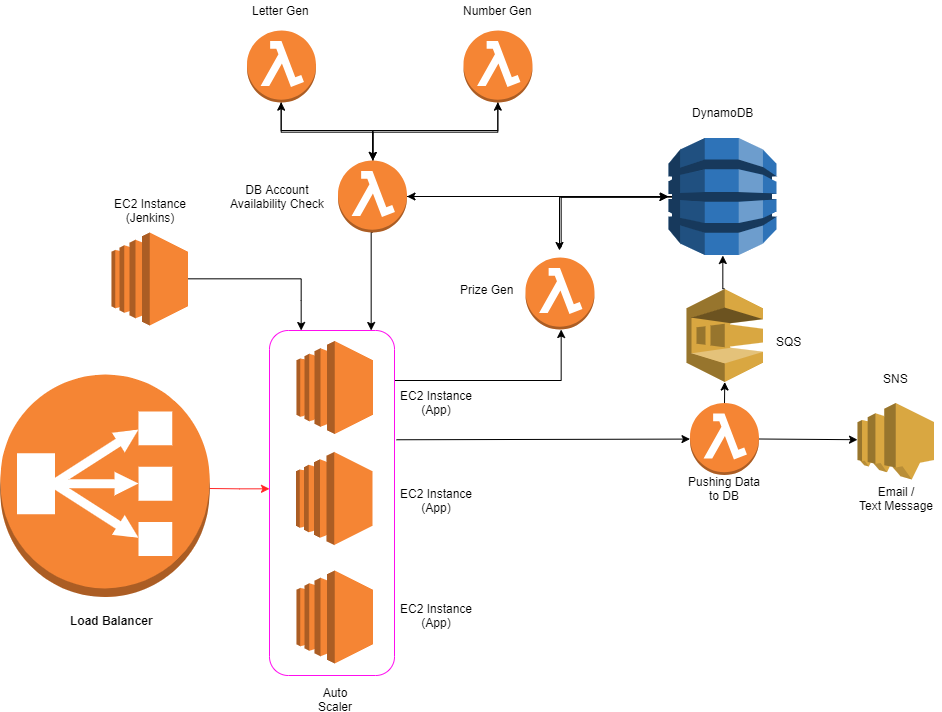 Letter Gen
Number Gen
DynamoDB
DB Account
Availability Check
EC2 Instance
(Jenkins)
Prize Gen
SQS
SNS
EC2 Instance
(App)
Pushing Data
to DB
Email /
Text Message
EC2 Instance
(App)
EC2 Instance
(App)
Load Balancer
Auto
Scaler